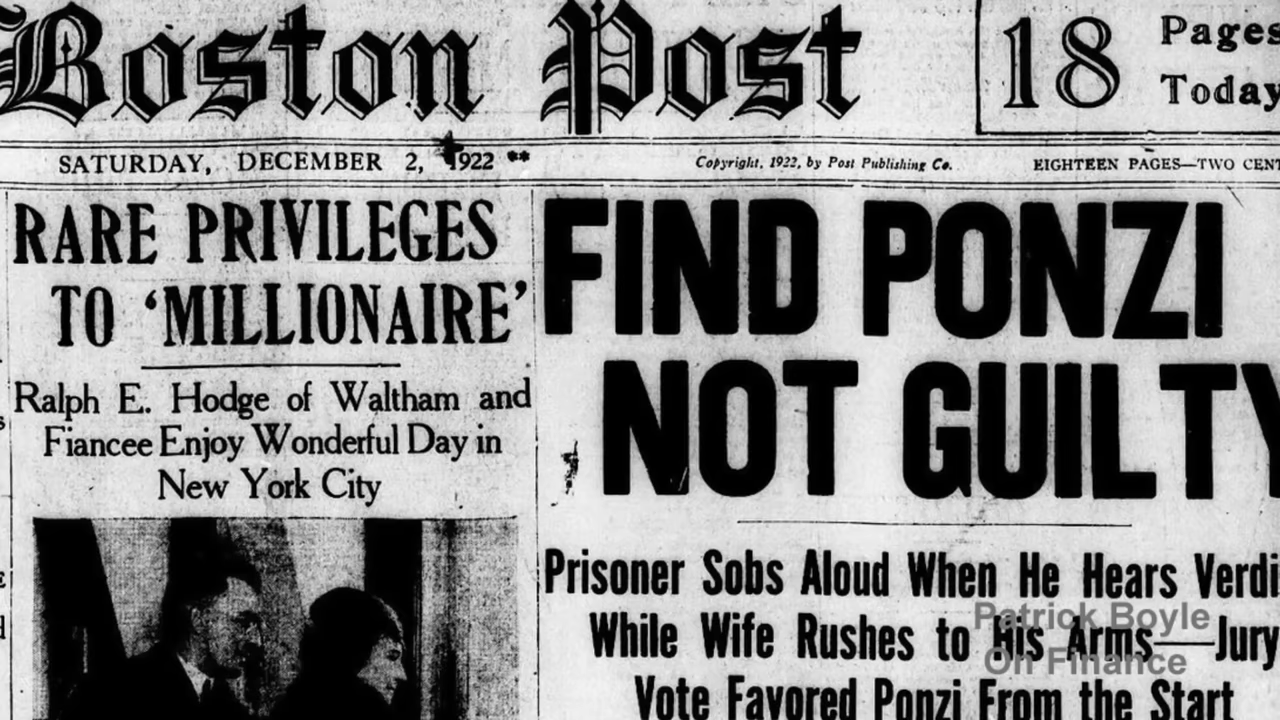 Boston Post
18 Pages
Today
SATURDAY, DECEMBER 2, 1922 **
Copyright, 1922, by Post Publishing Co.
EIGHTEEN PAGES—TWO CENT
RARE PRIVILEGES
TO ‘MILLIONAIRE’
Ralph E. Hodge of Waltham and
Fiancee Enjoy Wonderful Day in
New York City
FIND PONZI
NOT GUILTY
Prisoner Sobs Aloud When He Hears Verdi
While Wife Rushes to His Arms—Jury
Vote Favored Ponzi From the Start
Patrick Boyle
On Finance